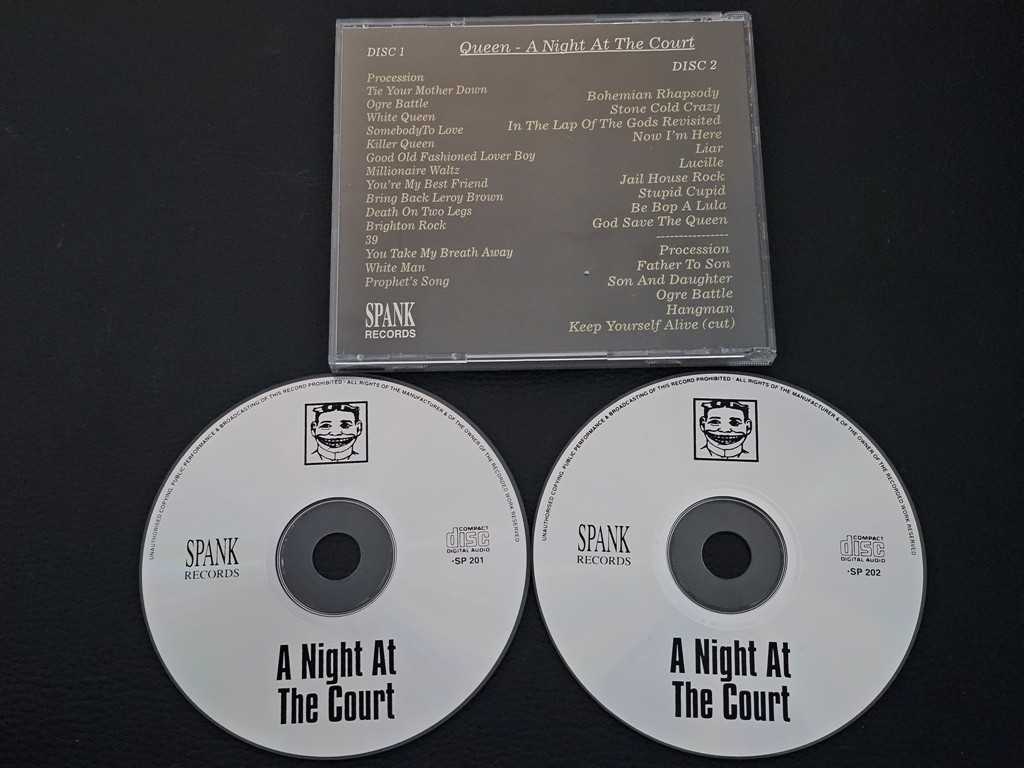 Queen - A Night At The Court
DISC 1
Procession
Tie Your Mother Down
Ogre Battle
White Queen
SomebodyTo Love
Killer Queen
Good Old Fashioned Lover Boy
Millionaire Waltz
You're My Best Friend
Bring Back Leroy Brown
Death On Two Legs
Brighton Rock
39
You Take My Breath Away
White Man
Prophet's Song
SPANK
RECORDS
DISC 2
Bohemian Rhapsody
Stone Cold Crazy
In The Lap Of The Gods Revisited
Now I'm Here
Liar
Lucille
Jail House Rock
Stupid Cupid
Be Bop A Lula
God Save The Queen
----------------
Procession
Father To Son
Son And Daughter
Ogre Battle
Hangman
Keep Yourself Alive (cut)
UNAUTHORISED COPYING, PUBLIC PERFORMANCE & BROADCASTING OF THIS RECORD PROHIBITED · ALL RIGHTS OF THE MANUFACTURER & OF THE OWNER OF THE RECORDED WORK RESERVED
SPANK
RECORDS
COMPACT
disc
DIGITAL AUDIO
·SP 201
A Night At
The Court
UNAUTHORISED COPYING, PUBLIC PERFORMANCE & BROADCASTING OF THIS RECORD PROHIBITED · ALL RIGHTS OF THE MANUFACTURER & OF THE OWNER OF THE RECORDED WORK RESERVED
SPANK
RECORDS
COMPACT
disc
DIGITAL AUDIO
·SP 202
A Night At
The Court